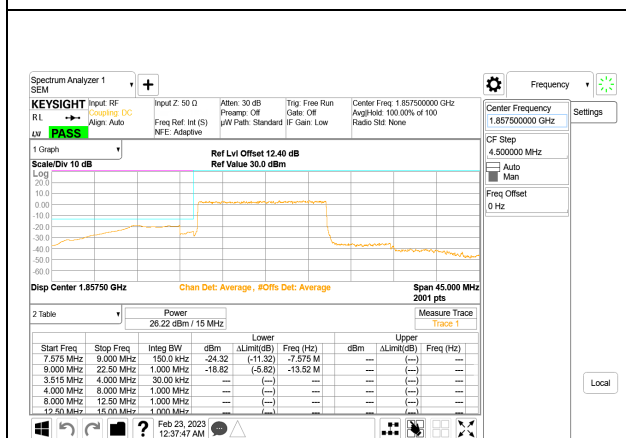 Spectrum Analyzer 1
SEM
Frequency
KEYSIGHT Input: RF Input Z: 50 Ω Atten: 30 dB Trig: Free Run Center Freq: 1.857500000 GHz
RL Coupling: DC Preamp: Off Gate: Off Avg|Hold: 100.00% of 100
Align: Auto Freq Ref: Int (S) µW Path: Standard IF Gain: Low Radio Std: None
NFE: Adaptive
LXI PASS
Center Frequency
1.857500000 GHz
Settings
CF Step
4.500000 MHz
Auto
Man
Freq Offset
0 Hz
1 Graph
Ref Lvl Offset 12.40 dB
Scale/Div 10 dB Ref Value 30.0 dBm
Log
20.0
10.0
0.00
-10.0
-20.0
-30.0
-40.0
-50.0
-60.0
Disp Center 1.85750 GHz Chan Det: Average, #Offs Det: Average Span 45.000 MHz
2001 pts
2 Table
Power
26.22 dBm / 15 MHz
Measure Trace
Trace 1
Lower Upper
Start Freq Stop Freq Integ BW dBm ΔLimit(dB) Freq (Hz) dBm ΔLimit(dB) Freq (Hz)
7.575 MHz 9.000 MHz 150.0 kHz -24.32 (-11.32) -7.575 M --- (---) ---
9.000 MHz 22.50 MHz 1.000 MHz -18.82 (-5.82) -13.52 M --- (---) ---
3.515 MHz 4.000 MHz 30.00 kHz --- (---) --- --- (---) ---
4.000 MHz 8.000 MHz 1.000 MHz --- (---) --- --- (---) ---
8.000 MHz 12.50 MHz 1.000 MHz --- (---) --- --- (---) ---
12.50 MHz 15.00 MHz 1.000 MHz --- (---) --- --- (---) ---
Local
Feb 23, 2023
12:37:47 AM